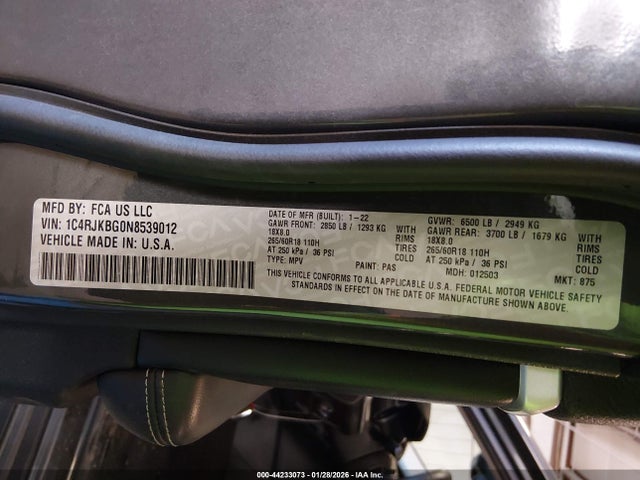 MFD BY: FCA US LLC
VIN: 1C4RJKBG0N8539012
VEHICLE MADE IN: U.S.A.
DATE OF MFR (BUILT): 1-22 GVWR: 6500 LB / 2949 KG
GAWR FRONT: 2850 LB / 1293 KG WITH GAWR REAR: 3700 LB / 1679 KG WITH
18X8.0 RIMS 18X8.0 RIMS
265/60R18 110H TIRES 265/60R18 110H TIRES
AT 250 kPa / 36 PSI COLD AT 250 kPa / 36 PSI COLD
TYPE: MPV PAINT: PAS MDH: 012503 MKT: 875
THIS VEHICLE CONFORMS TO ALL APPLICABLE U.S.A. FEDERAL MOTOR VEHICLE SAFETY
STANDARDS IN EFFECT ON THE DATE OF MANUFACTURE SHOWN ABOVE.
000-44233073 | 01/28/2026 - IAA Inc.